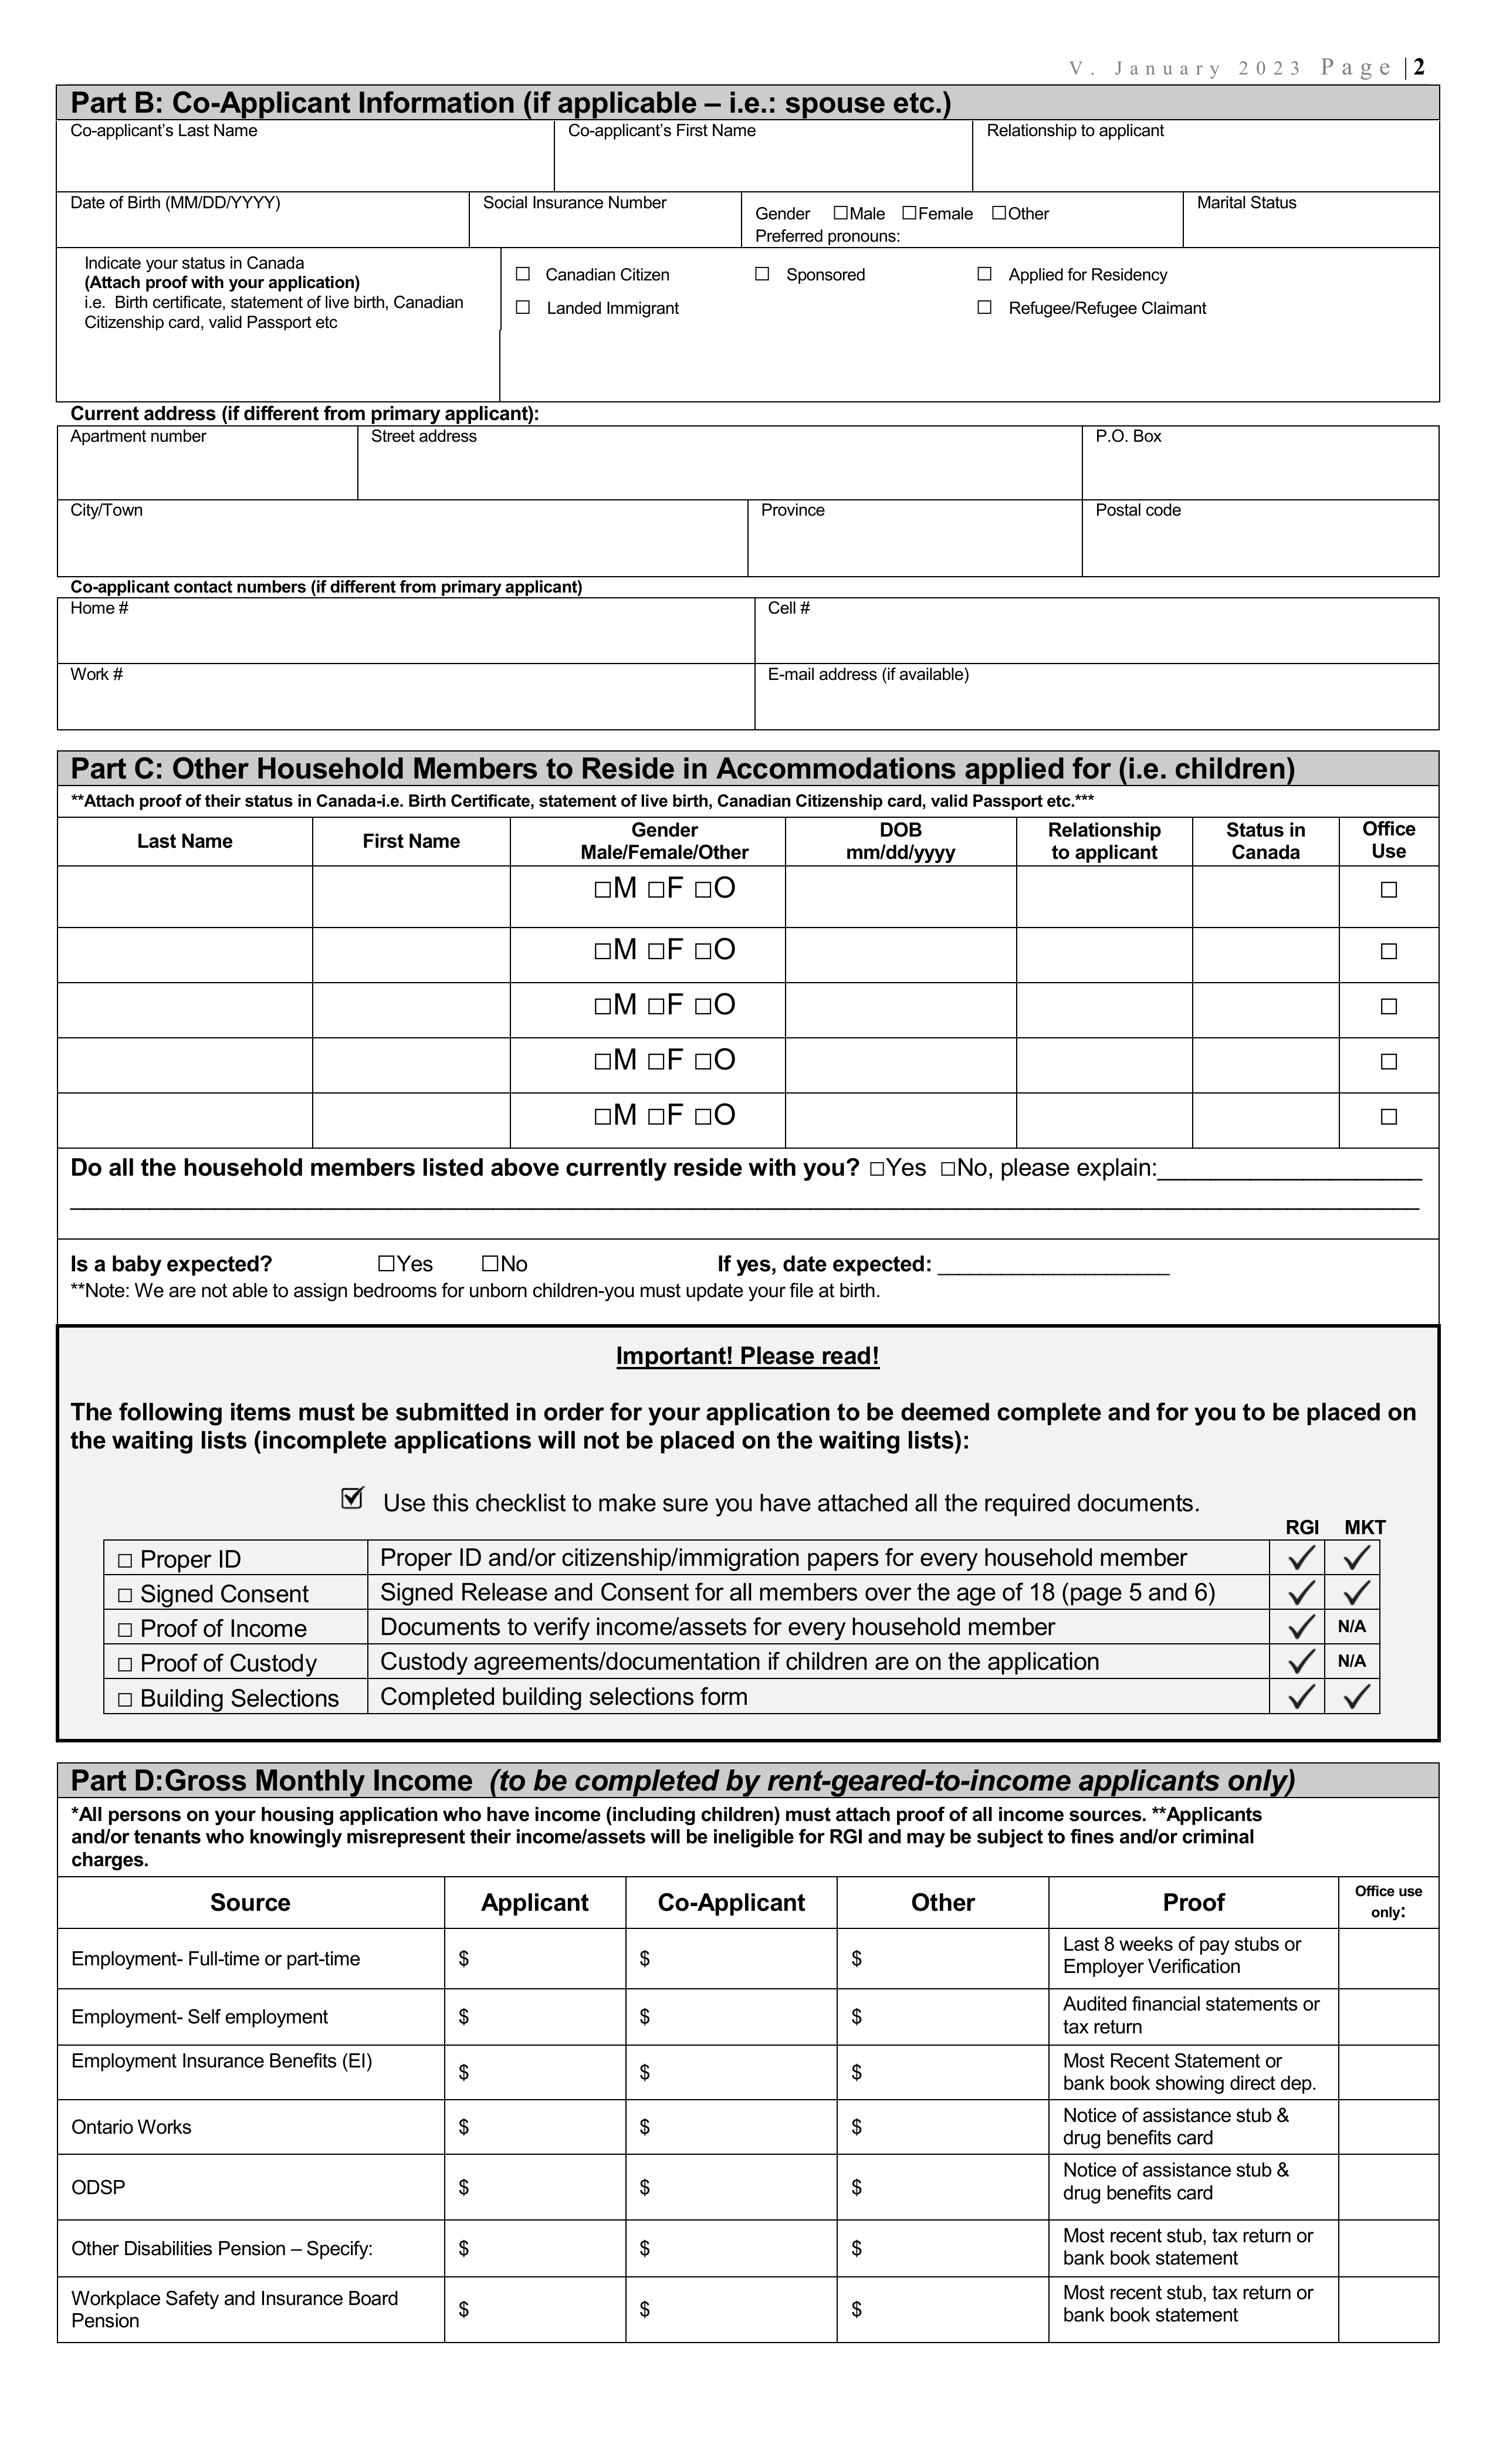 V. January 2023 Page |2
Part B: Co-Applicant Information (if applicable – i.e.: spouse etc.)
Co-applicant's Last Name Co-applicant's First Name Relationship to applicant
Date of Birth (MM/DD/YYYY) Social Insurance Number Gender ☐Male ☐Female ☐Other Marital Status
Preferred pronouns:
Indicate your status in Canada
(Attach proof with your application)
i.e. Birth certificate, statement of live birth, Canadian
Citizenship card, valid Passport etc
☐ Canadian Citizen ☐ Sponsored ☐ Applied for Residency
☐ Landed Immigrant ☐ Refugee/Refugee Claimant
Current address (if different from primary applicant):
Apartment number Street address P.O. Box
City/Town Province Postal code
Co-applicant contact numbers (if different from primary applicant)
Home # Cell #
Work # E-mail address (if available)
Part C: Other Household Members to Reside in Accommodations applied for (i.e. children)
**Attach proof of their status in Canada-i.e. Birth Certificate, statement of live birth, Canadian Citizenship card, valid Passport etc.***
Last Name First Name Gender Male/Female/Other DOB mm/dd/yyyy Relationship to applicant Status in Canada Office Use
☐M ☐F ☐O ☐
☐M ☐F ☐O ☐
☐M ☐F ☐O ☐
☐M ☐F ☐O ☐
☐M ☐F ☐O ☐
Do all the household members listed above currently reside with you? ☐Yes ☐No, please explain:____________________
____________________
Is a baby expected? ☐Yes ☐No If yes, date expected: ____________________
**Note: We are not able to assign bedrooms for unborn children-you must update your file at birth.
Important! Please read!
The following items must be submitted in order for your application to be deemed complete and for you to be placed on
the waiting lists (incomplete applications will not be placed on the waiting lists):
☑ Use this checklist to make sure you have attached all the required documents.
RGI MKT
☐ Proper ID Proper ID and/or citizenship/immigration papers for every household member ✓ ✓
☐ Signed Consent Signed Release and Consent for all members over the age of 18 (page 5 and 6) ✓ ✓
☐ Proof of Income Documents to verify income/assets for every household member ✓ N/A
☐ Proof of Custody Custody agreements/documentation if children are on the application ✓ N/A
☐ Building Selections Completed building selections form ✓ ✓
Part D:Gross Monthly Income (to be completed by rent-geared-to-income applicants only)
*All persons on your housing application who have income (including children) must attach proof of all income sources. **Applicants
and/or tenants who knowingly misrepresent their income/assets will be ineligible for RGI and may be subject to fines and/or criminal
charges.
Source Applicant Co-Applicant Other Proof Office use only:
Employment- Full-time or part-time $ $ $ Last 8 weeks of pay stubs or
Employer Verification
Employment- Self employment $ $ $ Audited financial statements or
tax return
Employment Insurance Benefits (EI) $ $ $ Most Recent Statement or
bank book showing direct dep.
Ontario Works $ $ $ Notice of assistance stub &
drug benefits card
ODSP $ $ $ Notice of assistance stub &
drug benefits card
Other Disabilities Pension – Specify: $ $ $ Most recent stub, tax return or
bank book statement
Workplace Safety and Insurance Board
Pension $ $ $ Most recent stub, tax return or
bank book statement